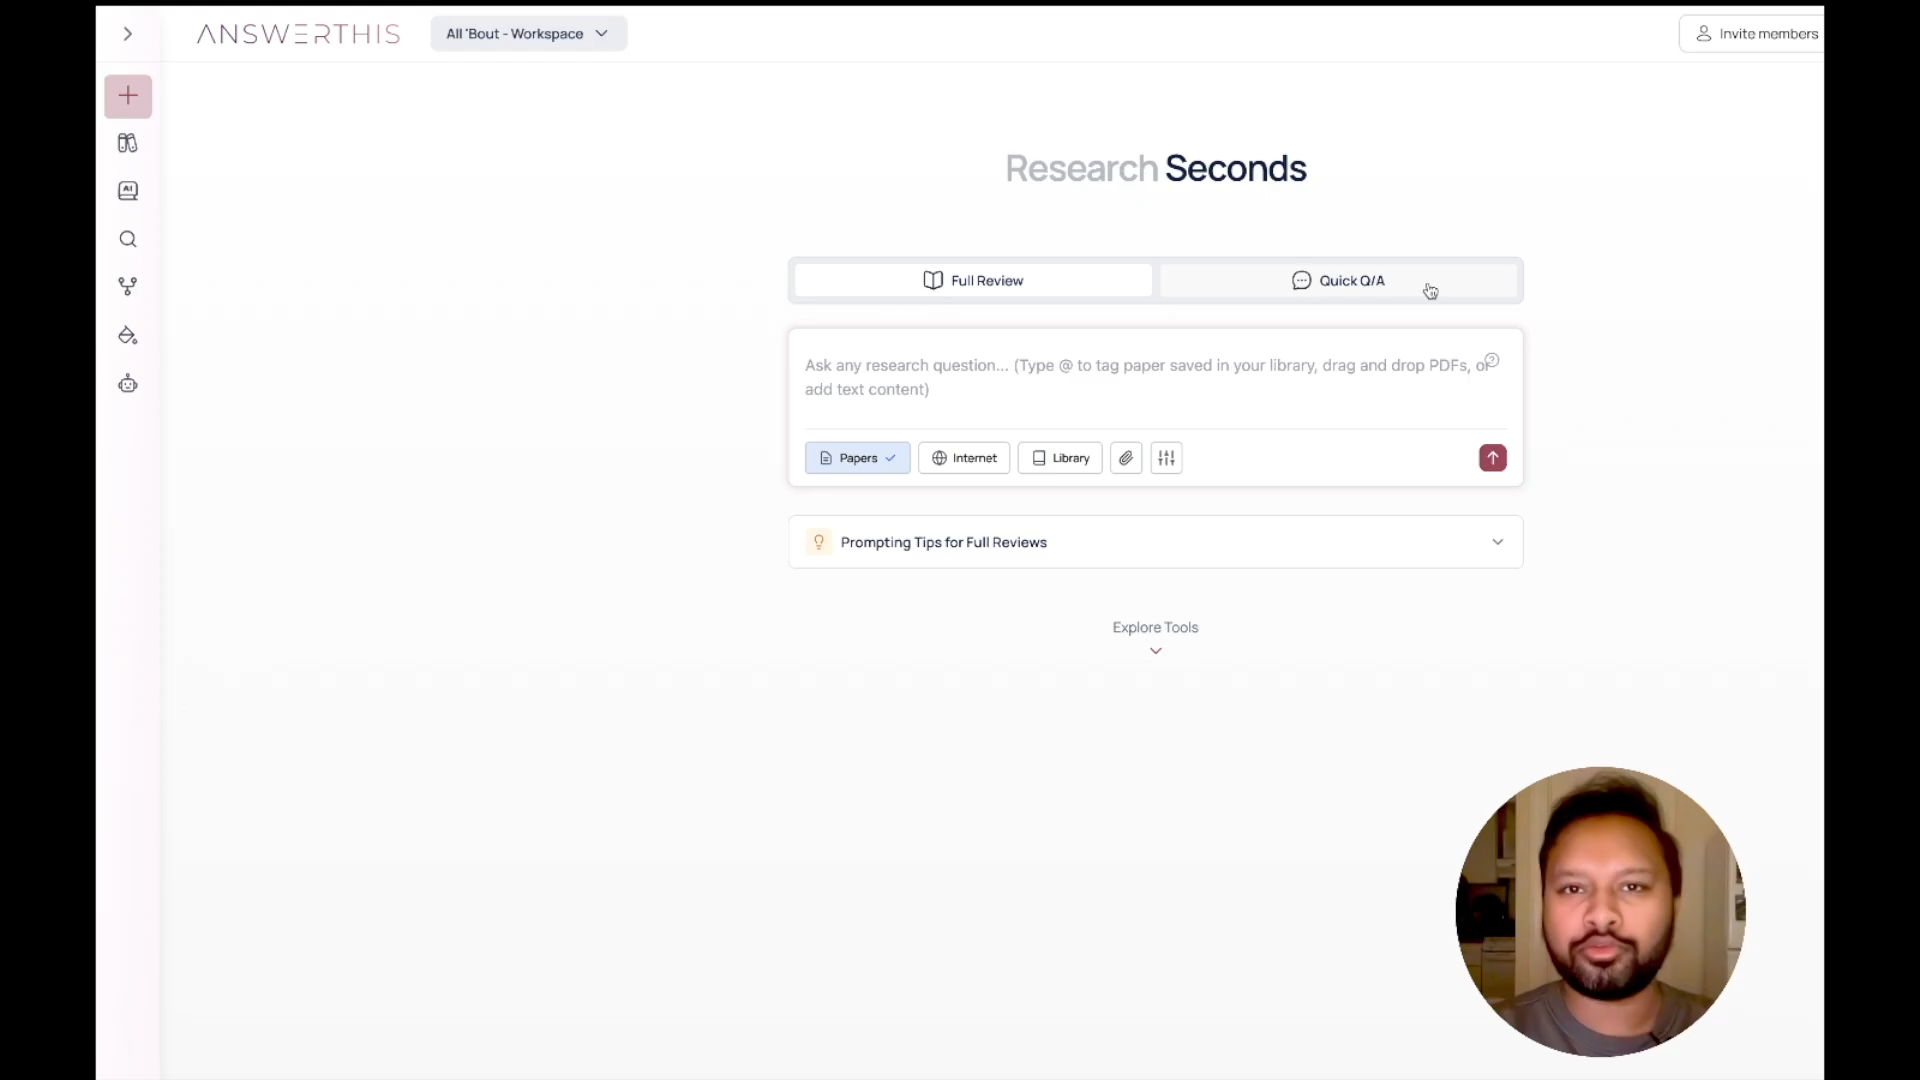 ANSWERTHIS
All 'Bout - Workspace
Invite members
AI
Research Seconds
Full Review
Quick Q/A
Ask any research question... (Type @ to tag paper saved in your library, drag and drop PDFs, or
add text content)
Papers
Internet
Library
Prompting Tips for Full Reviews
Explore Tools